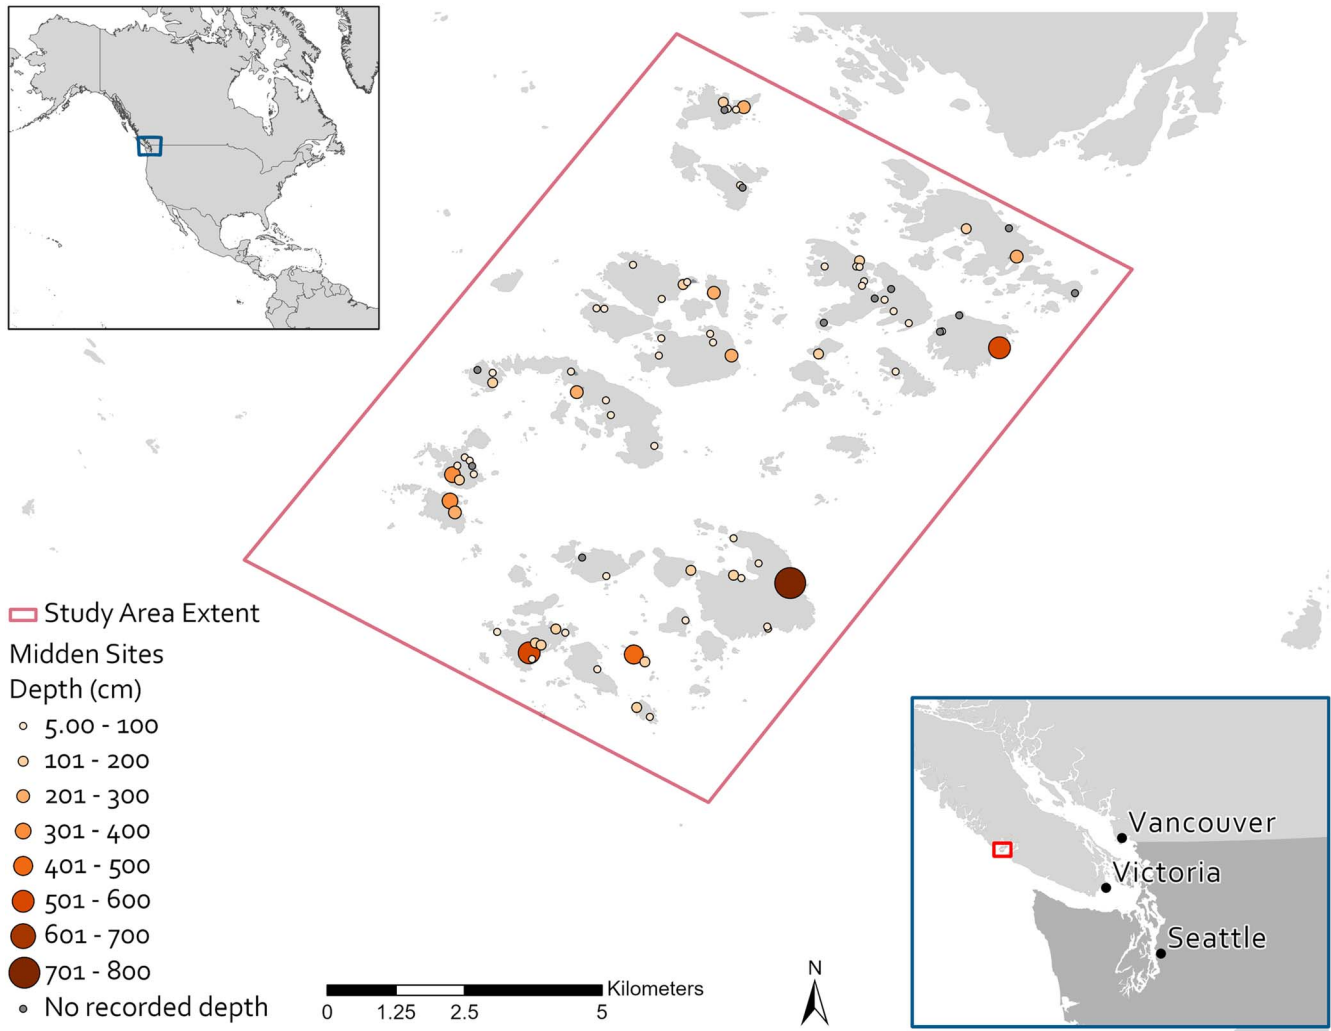 Study Area Extent
Midden Sites
Depth (cm)
5.00 - 100
101 - 200
201 - 300
301 - 400
401 - 500
501 - 600
601 - 700
701 - 800
No recorded depth
Kilometers
0 1.25 2.5 5
N
Vancouver
Victoria
Seattle